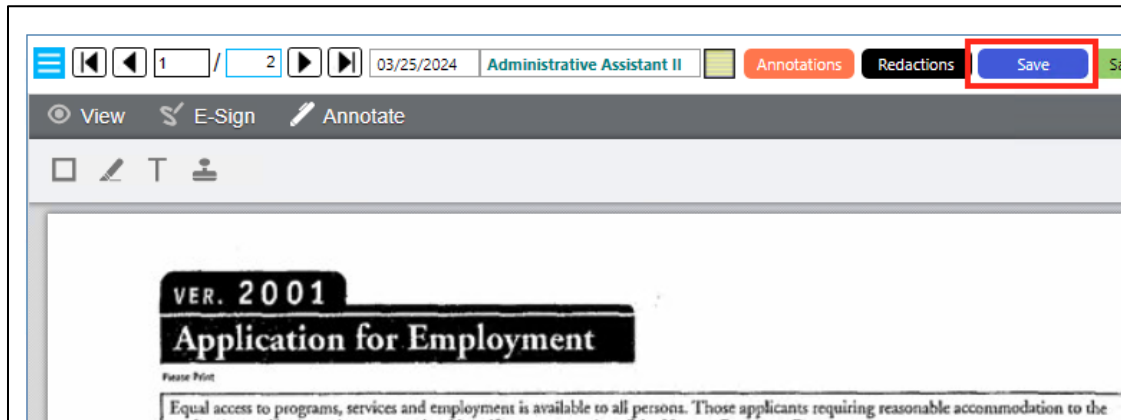 1 / 2 03/25/2024 Administrative Assistant II Annotations Redactions Save Sa
View E-Sign Annotate
T
VER. 2001
Application for Employment
Please Print
Equal access to programs, services and employment is available to all persons. Those applicants requiring reasonable accommodation to the